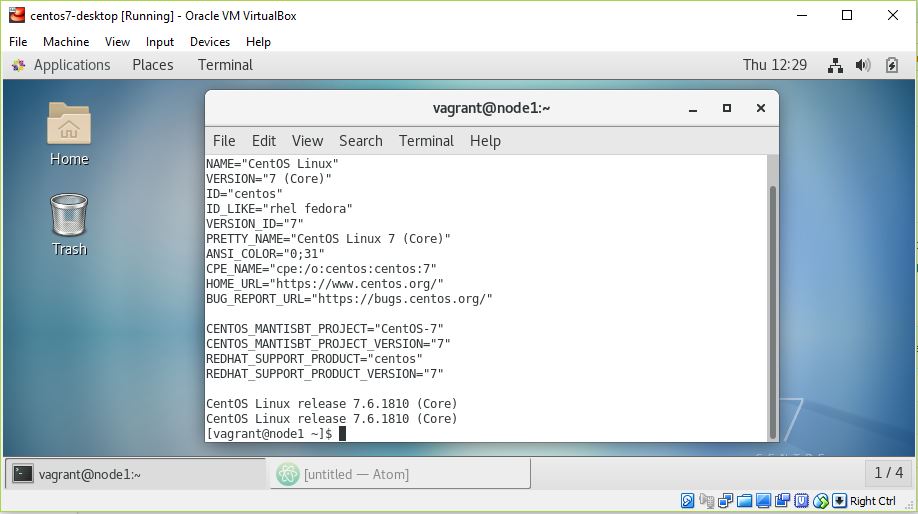 centos7-desktop [Running] - Oracle VM VirtualBox
File Machine View Input Devices Help
Applications Places Terminal Thu 12:29
Home
Trash
vagrant@node1:~
File Edit View Search Terminal Help
NAME="CentOS Linux"
VERSION="7 (Core)"
ID="centos"
ID_LIKE="rhel fedora"
VERSION_ID="7"
PRETTY_NAME="CentOS Linux 7 (Core)"
ANSI_COLOR="0;31"
CPE_NAME="cpe:/o:centos:centos:7"
HOME_URL="https://www.centos.org/"
BUG_REPORT_URL="https://bugs.centos.org/"
CENTOS_MANTISBT_PROJECT="CentOS-7"
CENTOS_MANTISBT_PROJECT_VERSION="7"
REDHAT_SUPPORT_PRODUCT="centos"
REDHAT_SUPPORT_PRODUCT_VERSION="7"
CentOS Linux release 7.6.1810 (Core)
CentOS Linux release 7.6.1810 (Core)
[vagrant@node1 ~]$
7
vagrant@node1:~ [untitled — Atom] 1 / 4
Right Ctrl